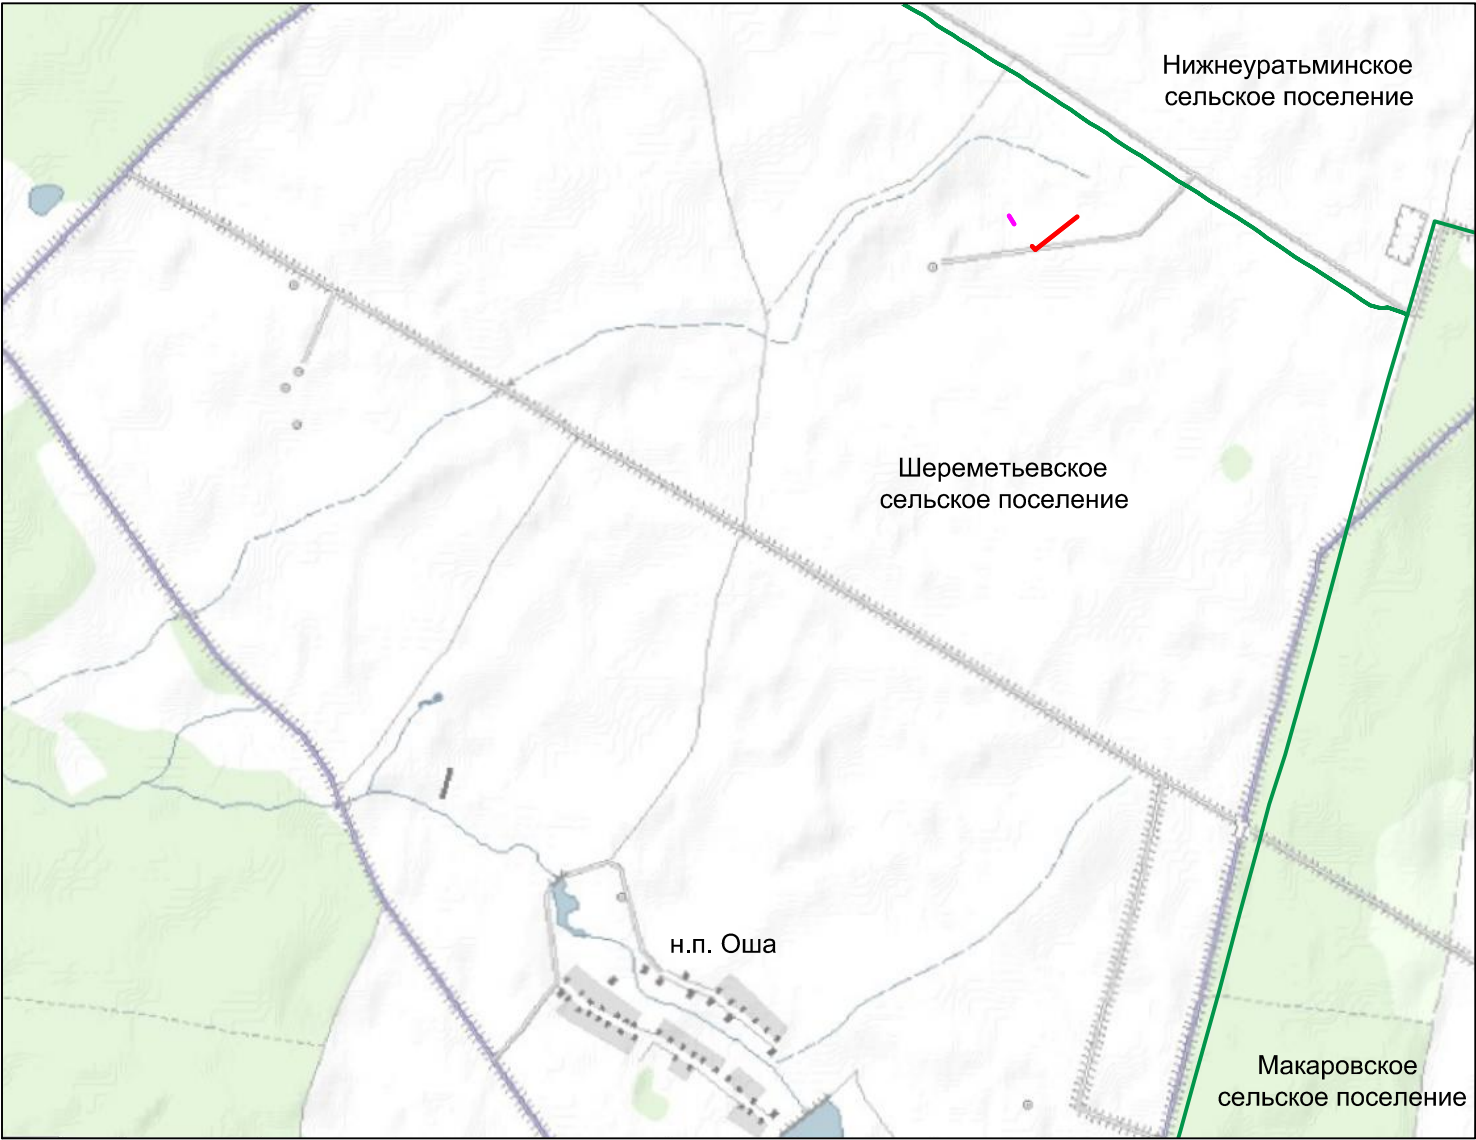 Нижнеуратьминское
сельское поселение
Шереметьевское
сельское поселение
н.п. Оша
Макаровское
сельское поселение